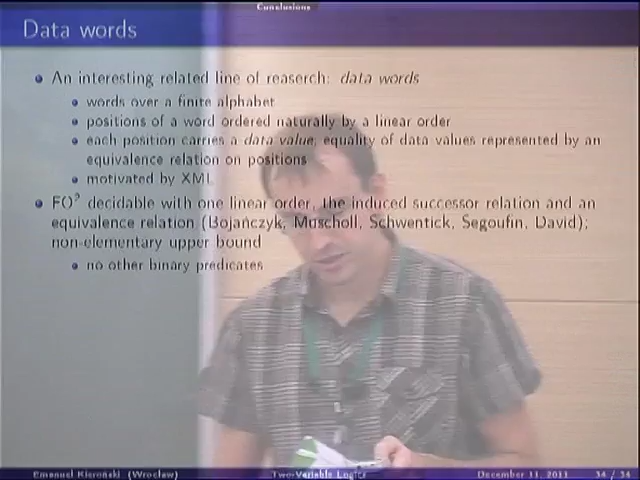 Conclusions
Data words
An interesting related line of reaserch: data words
words over a finite alphabet
positions of a word ordered naturally by a linear order
each position carries a data value; equality of data values represented by an
equivalence relation on positions
motivated by XML
FO² decidable with one linear order, the induced successor relation and an
equivalence relation (Bojańczyk, Muscholl, Schwentick, Segoufin, David);
non-elementary upper bound
no other binary predicates
Emanuel Kieroński (Wrocław) Two-Variable Logics December 11, 2011 34 / 34